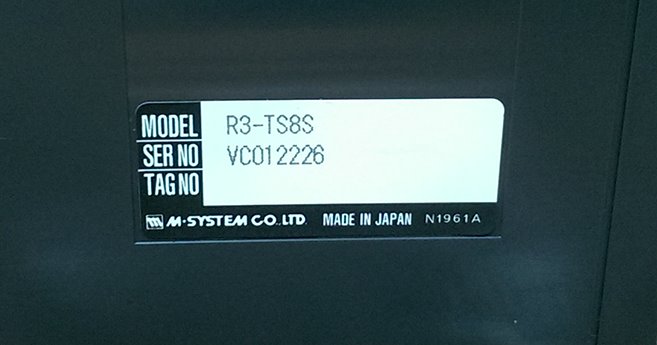 MODEL R3-TS8S
SER NO VC012226
TAG NO
M-SYSTEM CO.,LTD. MADE IN JAPAN N1961A